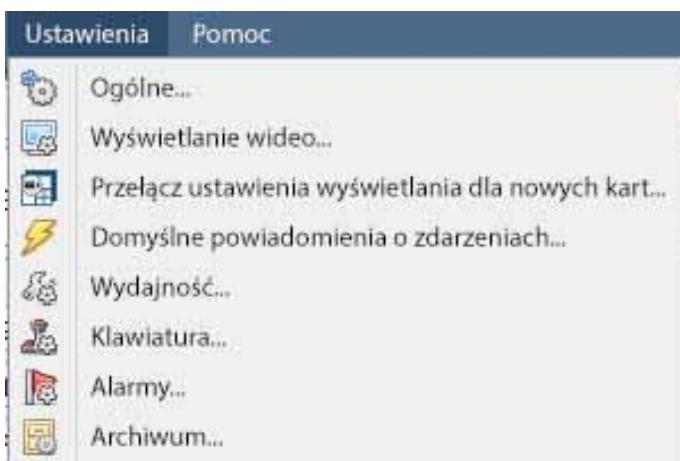 Ustawienia Pomoc
Ogólne...
Wyświetlanie wideo...
Przełącz ustawienia wyświetlania dla nowych kart...
Domyślne powiadomienia o zdarzeniach...
Wydajność...
Klawiatura...
Alarmy...
Archiwum...